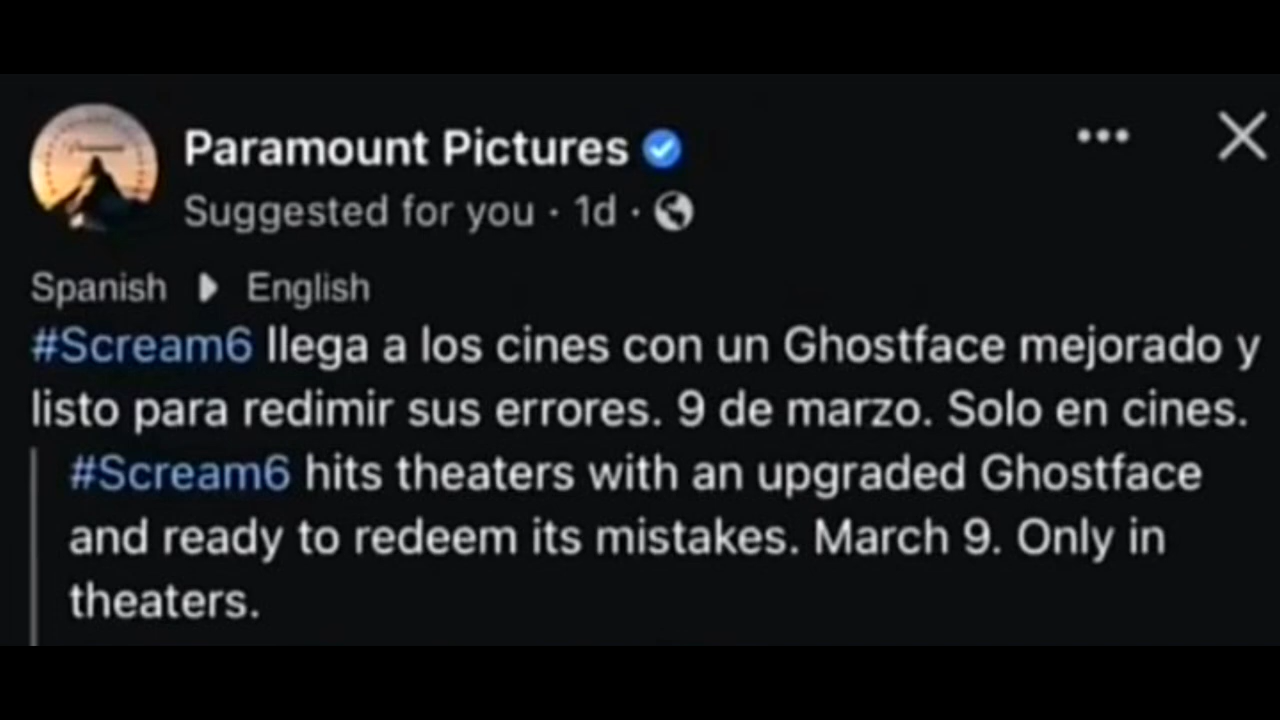 Paramount Pictures
Suggested for you · 1d ·
Spanish ▸ English
#Scream6 llega a los cines con un Ghostface mejorado y
listo para redimir sus errores. 9 de marzo. Solo en cines.
#Scream6 hits theaters with an upgraded Ghostface
and ready to redeem its mistakes. March 9. Only in
theaters.